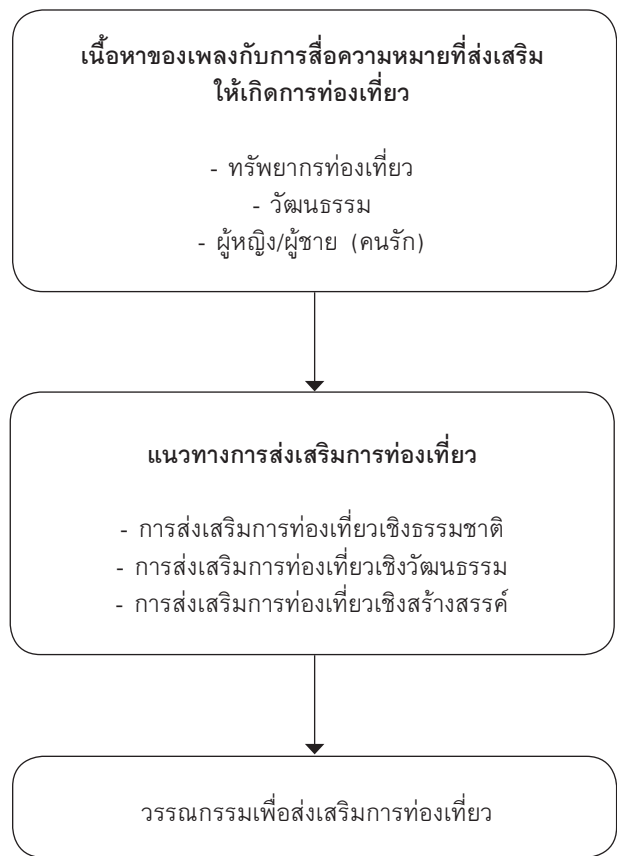 เนื้อหาของเพลงกับการสื่อความหมายที่ส่งเสริม
ให้เกิดการท่องเที่ยว
- ทรัพยากรท่องเที่ยว
- วัฒนธรรม
- ผู้หญิง/ผู้ชาย (คนรัก)
แนวทางการส่งเสริมการท่องเที่ยว
- การส่งเสริมการท่องเที่ยวเชิงธรรมชาติ
- การส่งเสริมการท่องเที่ยวเชิงวัฒนธรรม
- การส่งเสริมการท่องเที่ยวเชิงสร้างสรรค์
วรรณกรรมเพื่อส่งเสริมการท่องเที่ยว